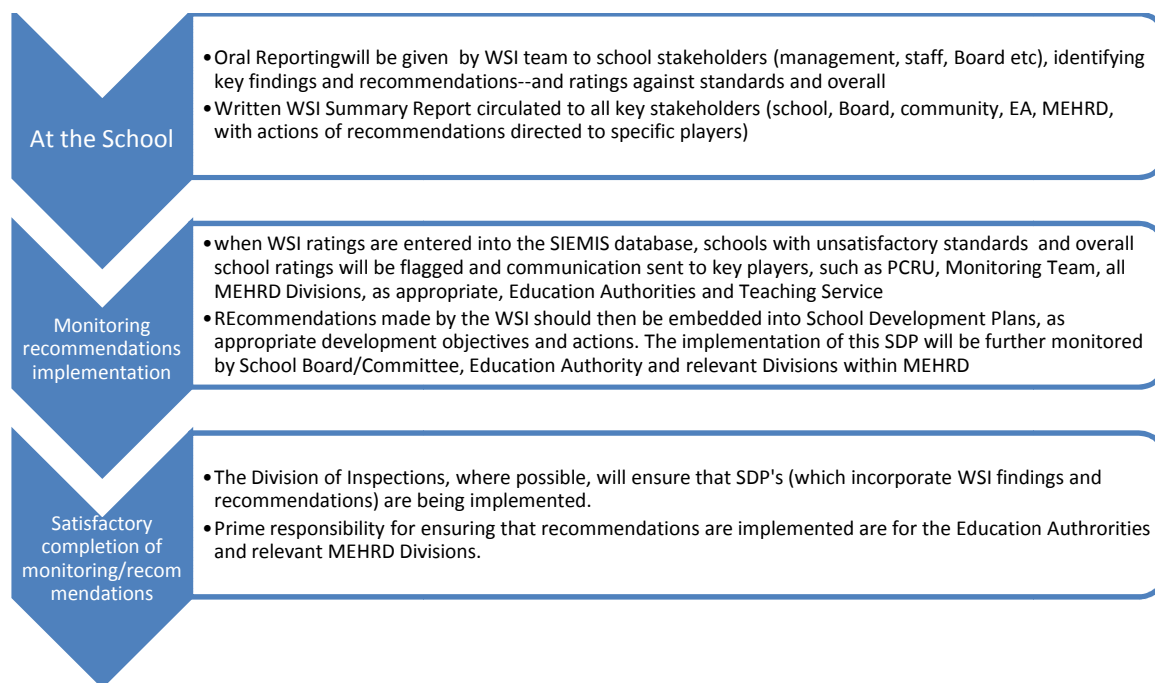 At the School
•Oral Reportingwill be given  by WSI team to school stakeholders (management, staff, Board etc), identifying
key findings and recommendations--and ratings against standards and overall
•Written WSI Summary Report circulated to all key stakeholders (school, Board, community, EA, MEHRD,
with actions of recommendations directed to specific players)
Monitoring
recommendations
implementation
•when WSI ratings are entered into the SIEMIS database, schools with unsatisfactory standards  and overall
school ratings will be flagged and communication sent to key players, such as PCRU, Monitoring Team, all
MEHRD Divisions, as appropriate, Education Authorities and Teaching Service
•REcommendations made by the WSI should then be embedded into School Development Plans, as
appropriate development objectives and actions. The implementation of this SDP will be further monitored
by School Board/Committee, Education Authority and relevant Divisions within MEHRD
Satisfactory
completion of
monitoring/recom
mendations
•The Division of Inspections, where possible, will ensure that SDP's (which incorporate WSI findings and
recommendations) are being implemented.
•Prime responsibility for ensuring that recommendations are implemented are for the Education Authrorities
and relevant MEHRD Divisions.